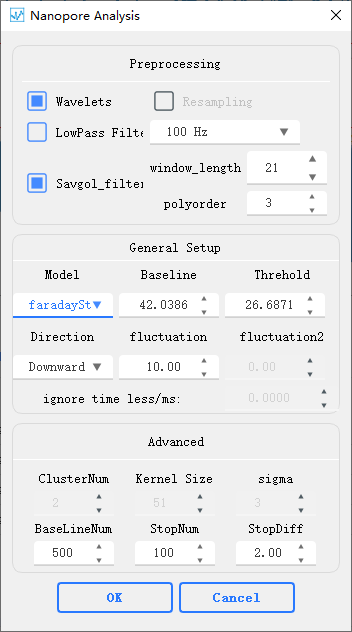 Nanopore Analysis
Preprocessing
Wavelets Resampling
LowPass Filte 100 Hz
window_length 21
Savgol_filter
polyorder 3
General Setup
Model Baseline Threhold
faradaySt 42.0386 26.6871
Direction fluctuation fluctuation2
Downward 10.00 0.00
ignore time less/ms: 0.0000
Advanced
ClusterNum Kernel Size sigma
2 51 3
BaseLineNum StopNum StopDiff
500 100 2.00
OK Cancel